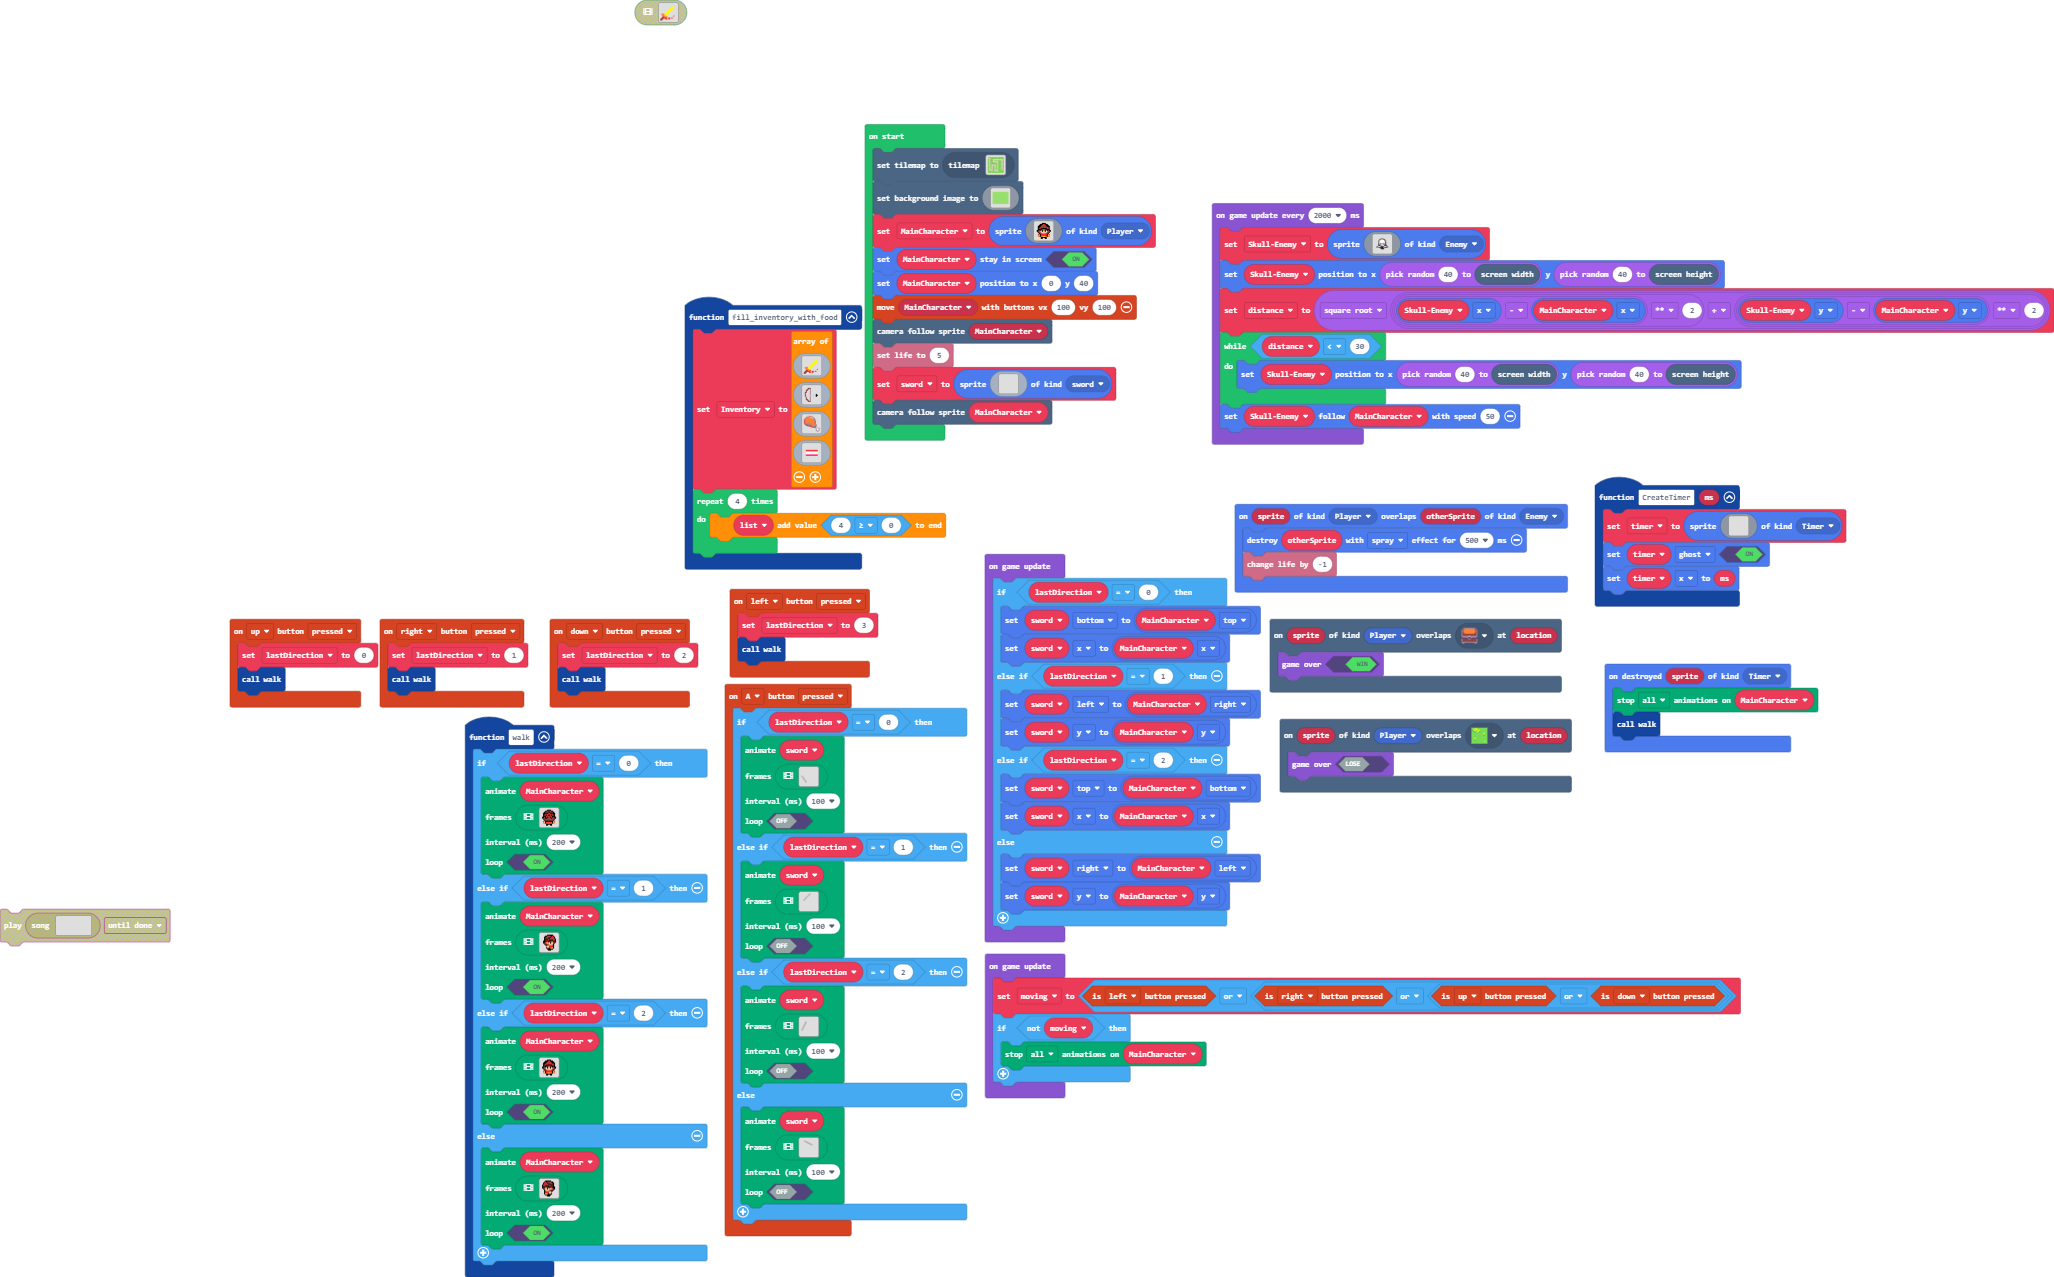 on start
set tilemap to tilemap
set background image to
set MainCharacter to sprite of kind Player
set MainCharacter stay in screen ON
set MainCharacter position to x 0 y 40
move MainCharacter with buttons vx 100 vy 100
camera follow sprite MainCharacter
set life to 5
set sword to sprite of kind sword
camera follow sprite MainCharacter
on game update every 2000 ms
set Skull-Enemy to sprite of kind Enemy
set Skull-Enemy position to x pick random 40 to screen width y pick random 40 to screen height
set distance to square root Skull-Enemy x - MainCharacter x ** 2 + Skull-Enemy y - MainCharacter y ** 2
while distance < 30
do set Skull-Enemy position to x pick random 40 to screen width y pick random 40 to screen height
set Skull-Enemy follow MainCharacter with speed 50
function fill_inventory_with_food
array of
set Inventory to
repeat 4 times
do list add value 4 ≥ 0 to end
on sprite of kind Player overlaps otherSprite of kind Enemy
destroy otherSprite with spray effect for 500 ms
change life by -1
function CreateTimer ms
set timer to sprite of kind Timer
set timer ghost ON
set timer x to ms
on up button pressed
set lastDirection to 0
call walk
on right button pressed
set lastDirection to 1
call walk
on down button pressed
set lastDirection to 2
call walk
on left button pressed
set lastDirection to 3
call walk
on game update
if lastDirection = 0 then
set sword bottom to MainCharacter top
set sword x to MainCharacter x
else if lastDirection = 1 then
set sword left to MainCharacter right
set sword y to MainCharacter y
else if lastDirection = 2 then
set sword top to MainCharacter bottom
set sword x to MainCharacter x
else
set sword right to MainCharacter left
set sword y to MainCharacter y
on sprite of kind Player overlaps at location
game over WIN
on sprite of kind Player overlaps at location
game over LOSE
on destroyed sprite of kind Timer
stop all animations on MainCharacter
call walk
function walk
if lastDirection = 0 then
animate MainCharacter
frames
interval (ms) 200
loop ON
else if lastDirection = 1 then
animate MainCharacter
frames
interval (ms) 200
loop ON
else if lastDirection = 2 then
animate MainCharacter
frames
interval (ms) 200
loop ON
else
animate MainCharacter
frames
interval (ms) 200
loop ON
on A button pressed
if lastDirection = 0 then
animate sword
frames
interval (ms) 100
loop OFF
else if lastDirection = 1 then
animate sword
frames
interval (ms) 100
loop OFF
else if lastDirection = 2 then
animate sword
frames
interval (ms) 100
loop OFF
else
animate sword
frames
interval (ms) 100
loop OFF
play song until done
on game update
set moving to is left button pressed or is right button pressed or is up button pressed or is down button pressed
if not moving then
stop all animations on MainCharacter